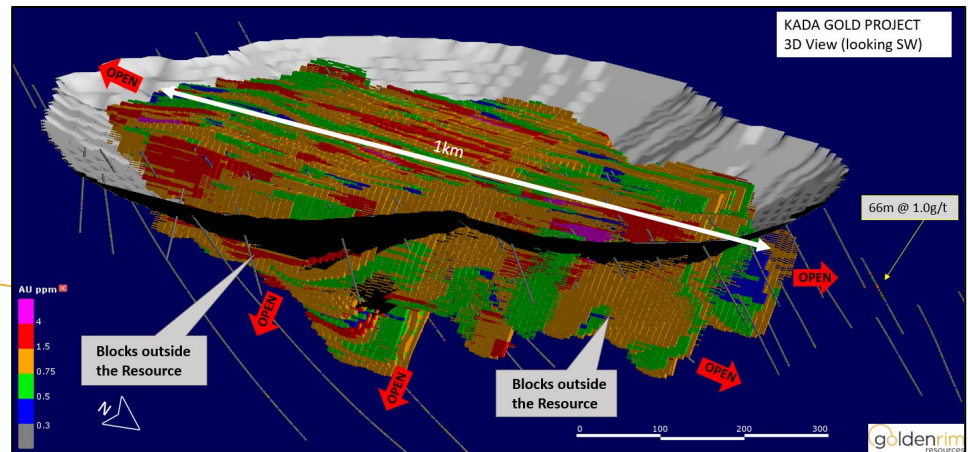 KADA GOLD PROJECT
3D View (looking SW)
OPEN
1km
66m @ 1.0g/t
OPEN
AU ppm
4
1.5
0.75
0.5
0.3
Blocks outside
the Resource
OPEN
OPEN
Blocks outside
the Resource
OPEN
N
0 100 200 300
goldenrim
resources